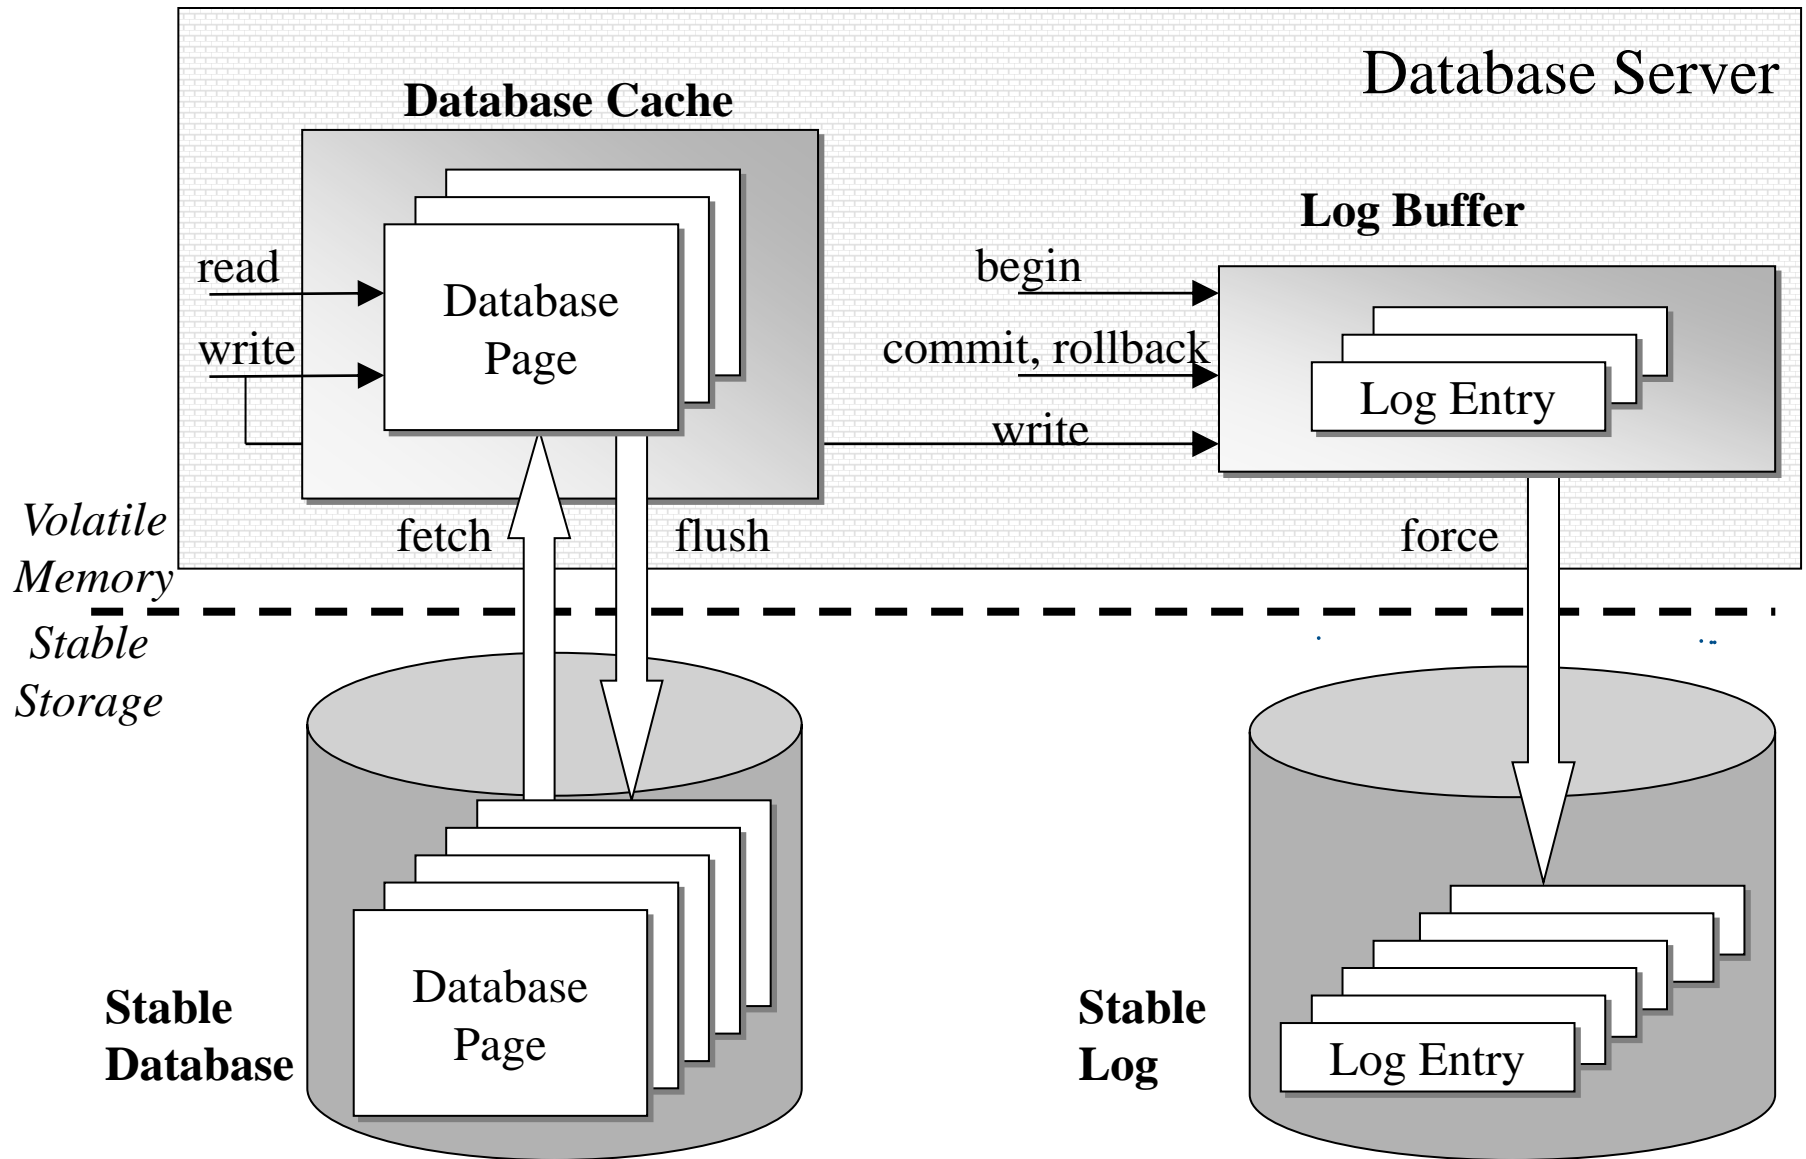 Database Server
Database Cache
Log Buffer
read
write
Database
Page
begin
commit, rollback
write
Log Entry
fetch
flush
force
Volatile
Memory
Stable
Storage
Stable
Database
Database
Page
Stable
Log
Log Entry